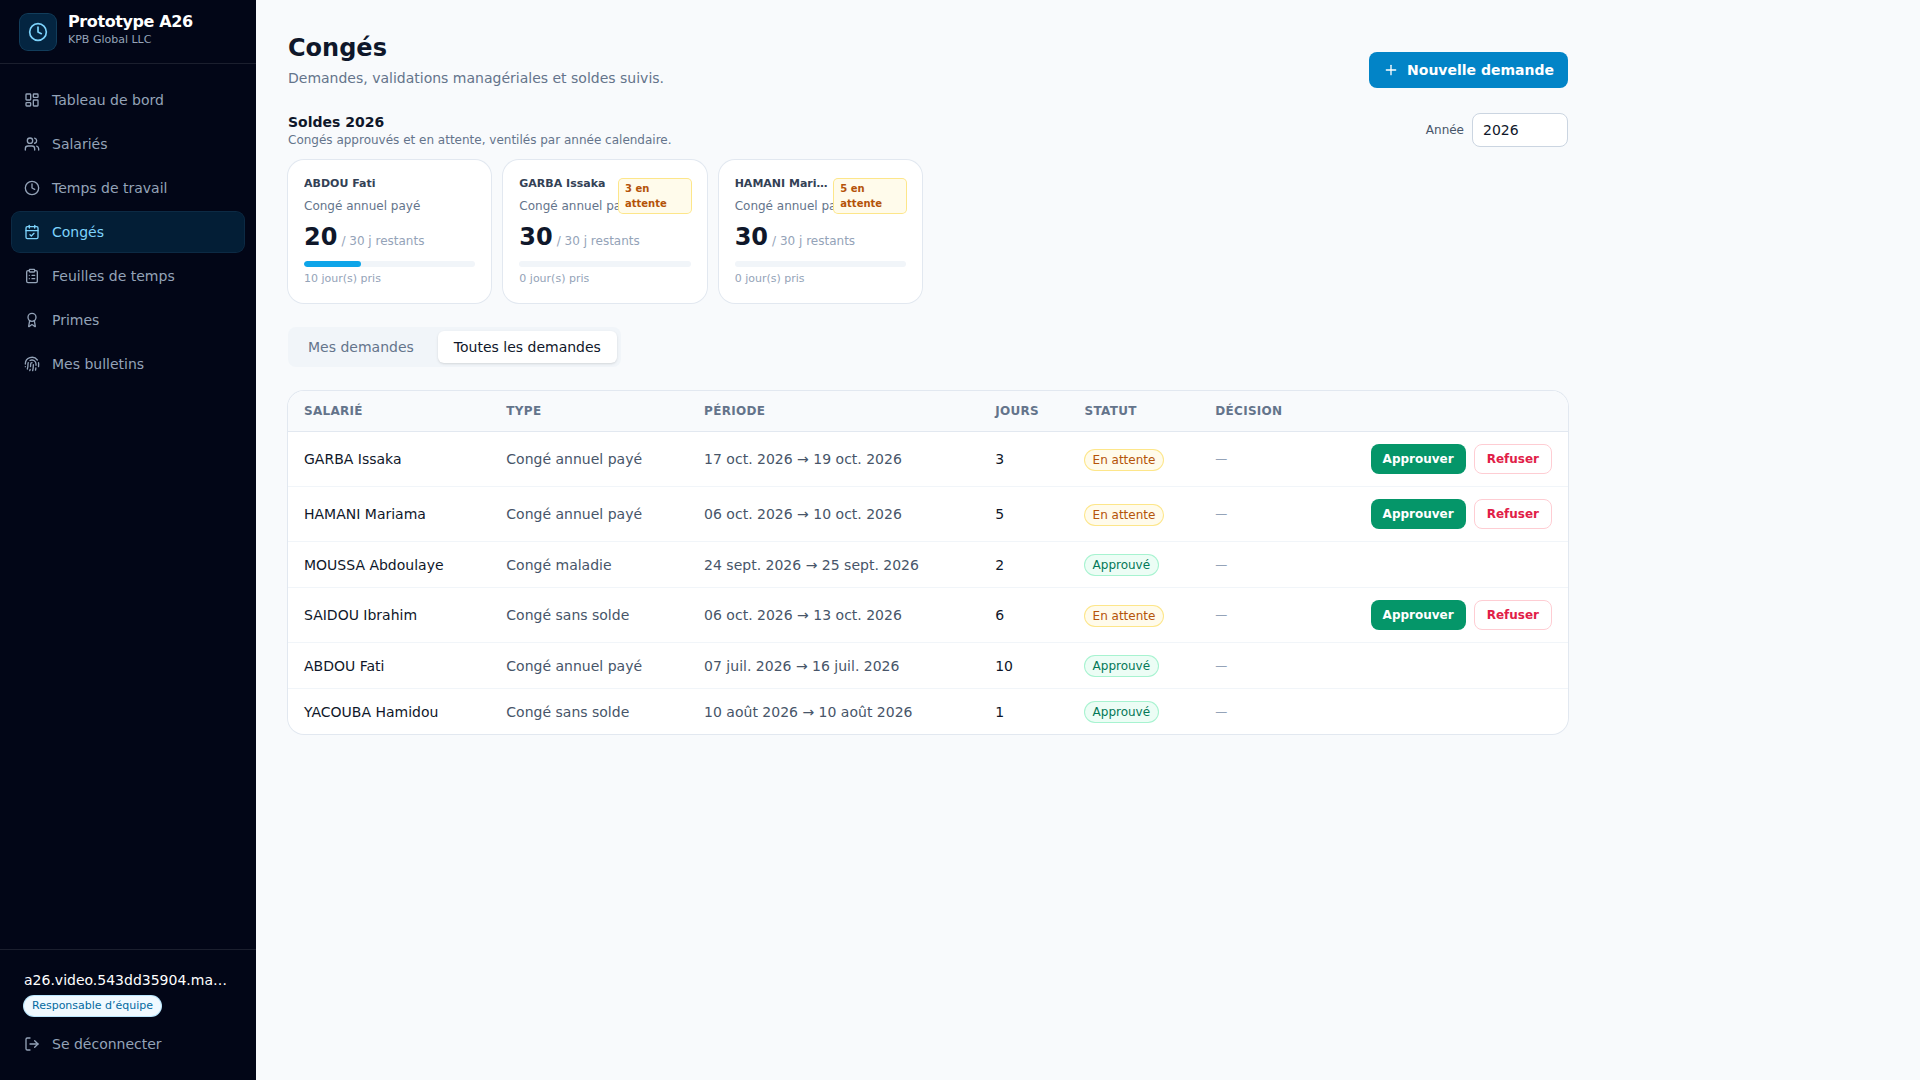 Prototype A26
KPB Global LLC
Tableau de bord
Salariés
Temps de travail
Congés
Feuilles de temps
Primes
Mes bulletins
a26.video.543dd35904.ma...
Responsable d’équipe
Se déconnecter
Congés
Demandes, validations managériales et soldes suivis.
Nouvelle demande
Soldes 2026
Congés approuvés et en attente, ventilés par année calendaire.
Année 2026
ABDOU Fati
Congé annuel payé
20 / 30 j restants
10 jour(s) pris
GARBA Issaka
Congé annuel pa
3 en
attente
30 / 30 j restants
0 jour(s) pris
HAMANI Mari...
Congé annuel pa
5 en
attente
30 / 30 j restants
0 jour(s) pris
Mes demandes Toutes les demandes
SALARIÉ TYPE PÉRIODE JOURS STATUT DÉCISION
GARBA Issaka Congé annuel payé 17 oct. 2026 → 19 oct. 2026 3 En attente — Approuver Refuser
HAMANI Mariama Congé annuel payé 06 oct. 2026 → 10 oct. 2026 5 En attente — Approuver Refuser
MOUSSA Abdoulaye Congé maladie 24 sept. 2026 → 25 sept. 2026 2 Approuvé —
SAIDOU Ibrahim Congé sans solde 06 oct. 2026 → 13 oct. 2026 6 En attente — Approuver Refuser
ABDOU Fati Congé annuel payé 07 juil. 2026 → 16 juil. 2026 10 Approuvé —
YACOUBA Hamidou Congé sans solde 10 août 2026 → 10 août 2026 1 Approuvé —